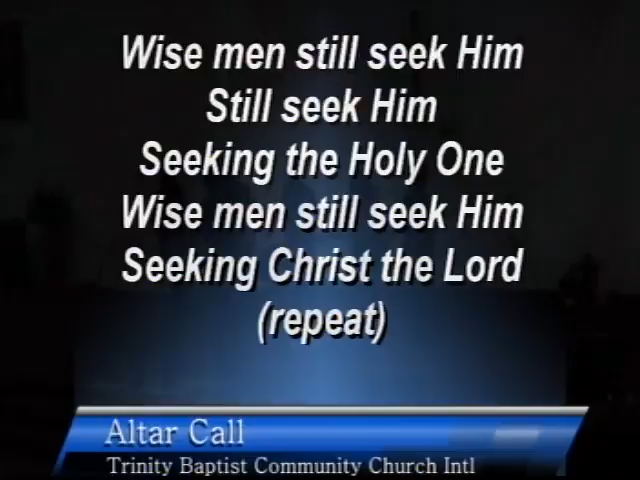 Wise men still seek Him
Still seek Him
Seeking the Holy One
Wise men still seek Him
Seeking Christ the Lord
(repeat)
Altar Call
Trinity Baptist Community Church Intl